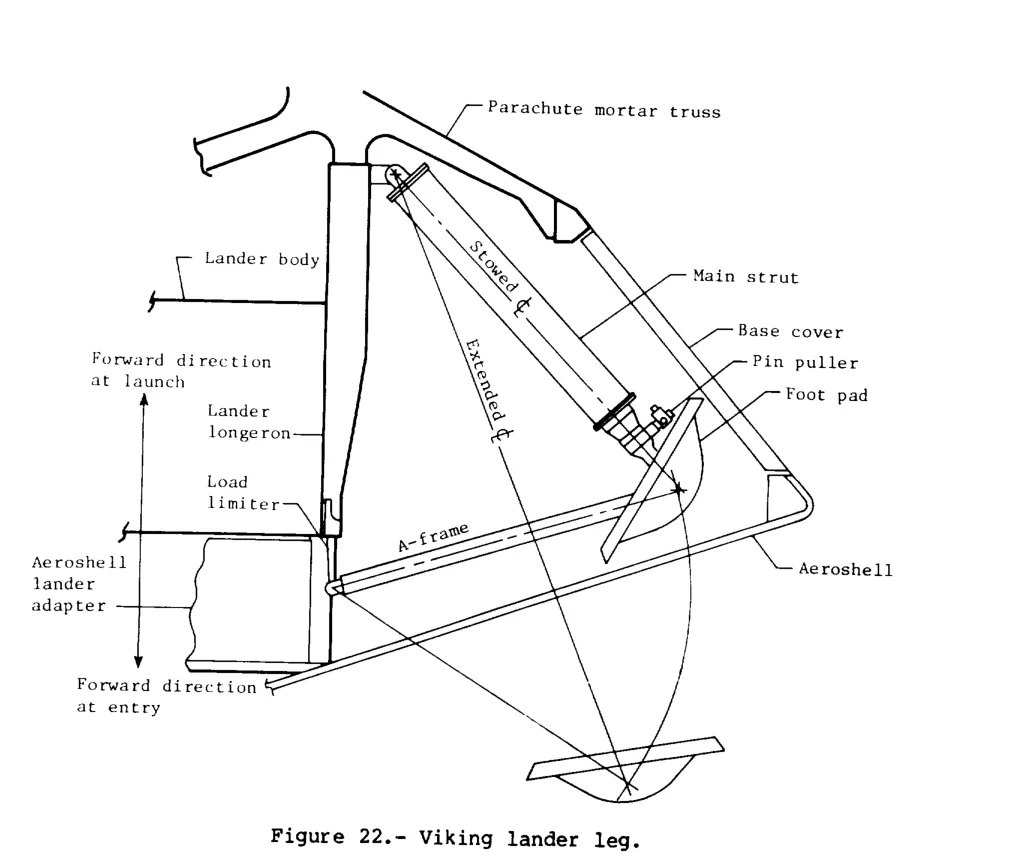 Parachute mortar truss
Lander body
Stowed ℄
Main strut
Base cover
Forward direction
at launch
Extended ℄
Pin puller
Foot pad
Lander
longeron
Load
limiter
A-frame
Aeroshell
lander
adapter
Aeroshell
Forward direction
at entry
Figure 22.- Viking lander leg.